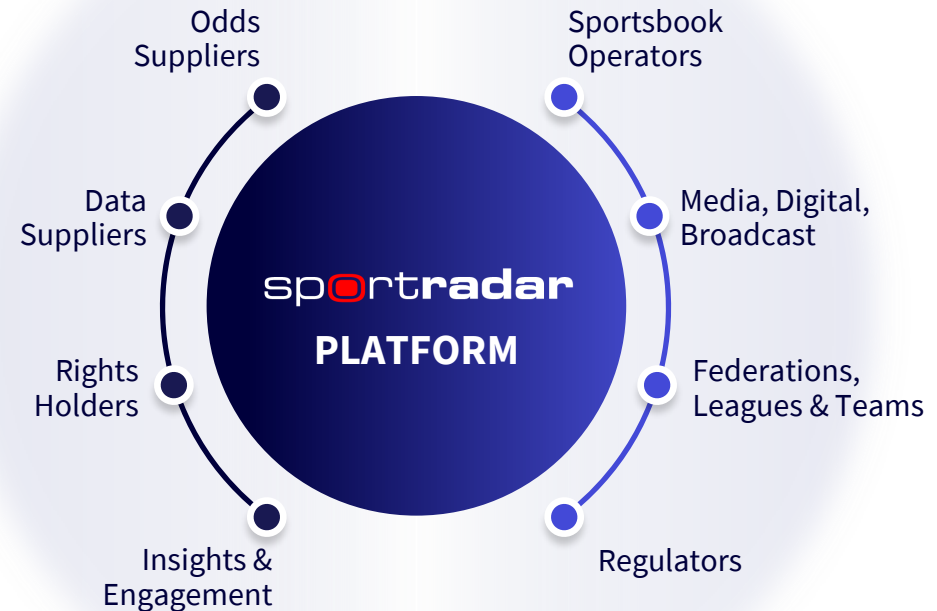 Odds
Suppliers
Data
Suppliers
Rights
Holders
Insights &
Engagement
sportradar
PLATFORM
Sportsbook
Operators
Media, Digital,
Broadcast
Federations,
Leagues & Teams
Regulators